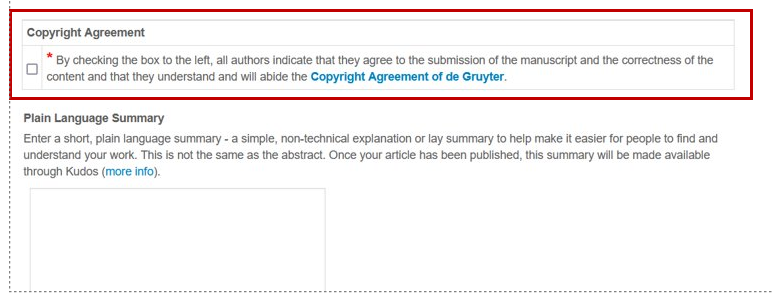 Copyright Agreement
* By checking the box to the left, all authors indicate that they agree to the submission of the manuscript and the correctness of the
content and that they understand and will abide the Copyright Agreement of de Gruyter.
Plain Language Summary
Enter a short, plain language summary - a simple, non-technical explanation or lay summary to help make it easier for people to find and
understand your work. This is not the same as the abstract. Once your article has been published, this summary will be made available
through Kudos (more info).